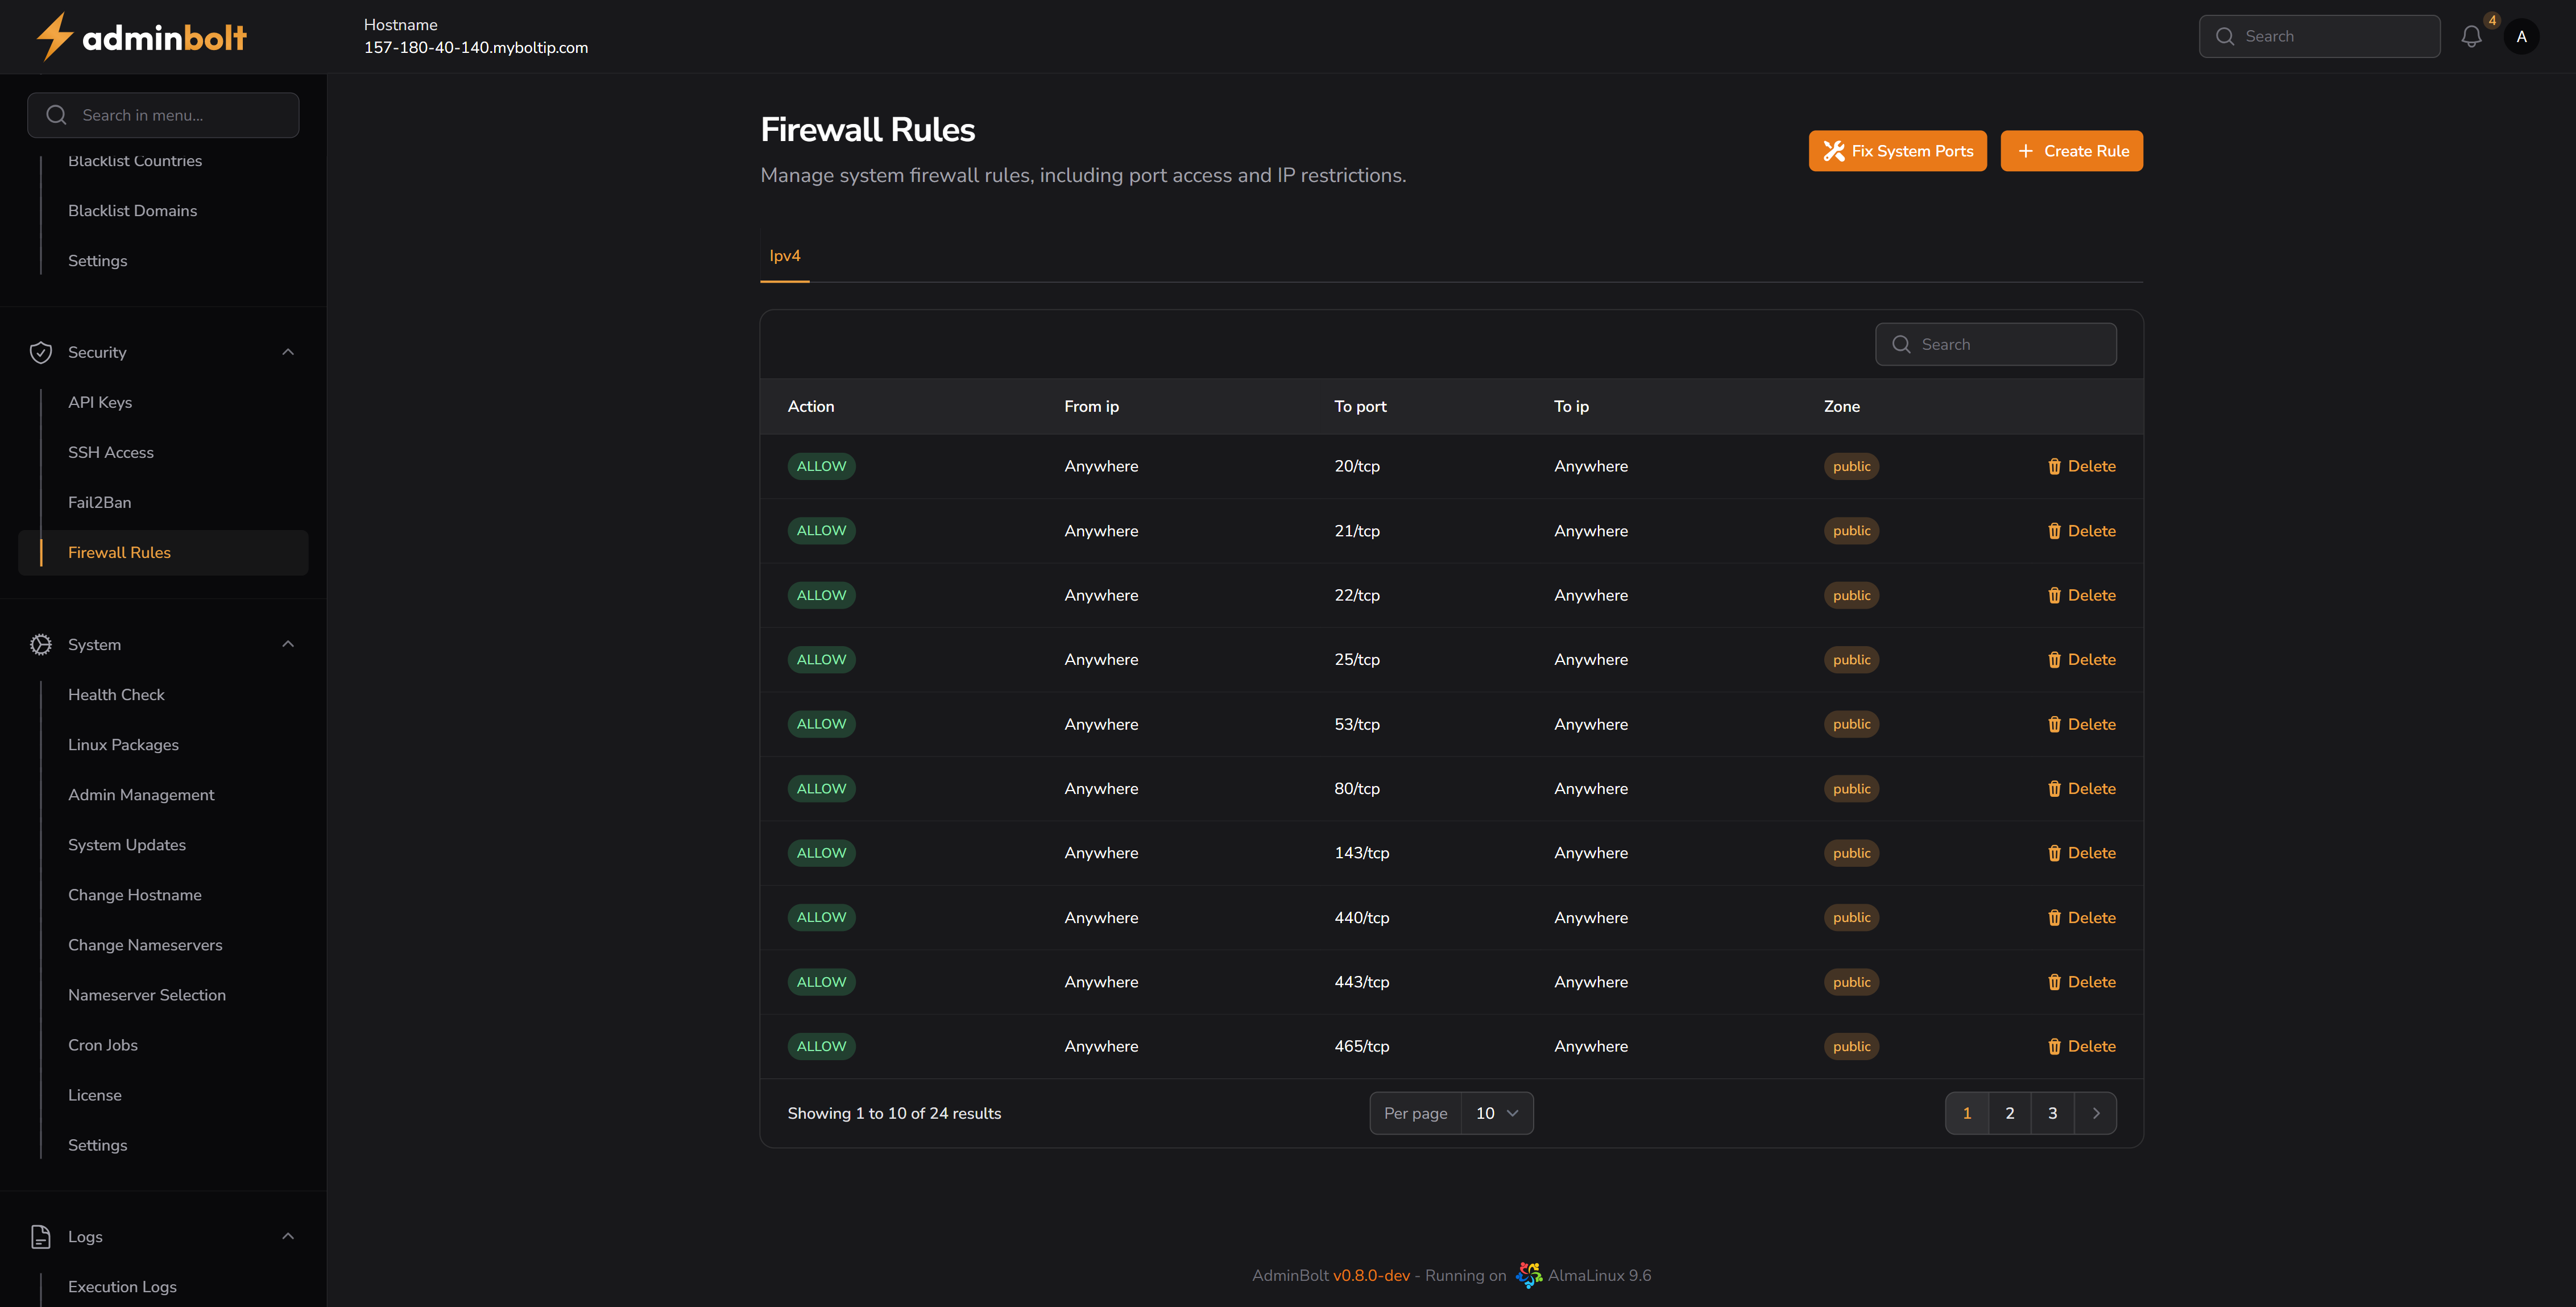 adminbolt
Hostname
157-180-40-140.myboltip.com
Search
4
A
Search in menu...
Blacklist Countries
Blacklist Domains
Settings
Security
API Keys
SSH Access
Fail2Ban
Firewall Rules
System
Health Check
Linux Packages
Admin Management
System Updates
Change Hostname
Change Nameservers
Nameserver Selection
Cron Jobs
License
Settings
Logs
Execution Logs
Firewall Rules
Manage system firewall rules, including port access and IP restrictions.
Fix System Ports
Create Rule
Ipv4
Search
Action From ip To port To ip Zone
ALLOW Anywhere 20/tcp Anywhere public Delete
ALLOW Anywhere 21/tcp Anywhere public Delete
ALLOW Anywhere 22/tcp Anywhere public Delete
ALLOW Anywhere 25/tcp Anywhere public Delete
ALLOW Anywhere 53/tcp Anywhere public Delete
ALLOW Anywhere 80/tcp Anywhere public Delete
ALLOW Anywhere 143/tcp Anywhere public Delete
ALLOW Anywhere 440/tcp Anywhere public Delete
ALLOW Anywhere 443/tcp Anywhere public Delete
ALLOW Anywhere 465/tcp Anywhere public Delete
Showing 1 to 10 of 24 results
Per page 10
1 2 3
AdminBolt v0.8.0-dev - Running on AlmaLinux 9.6